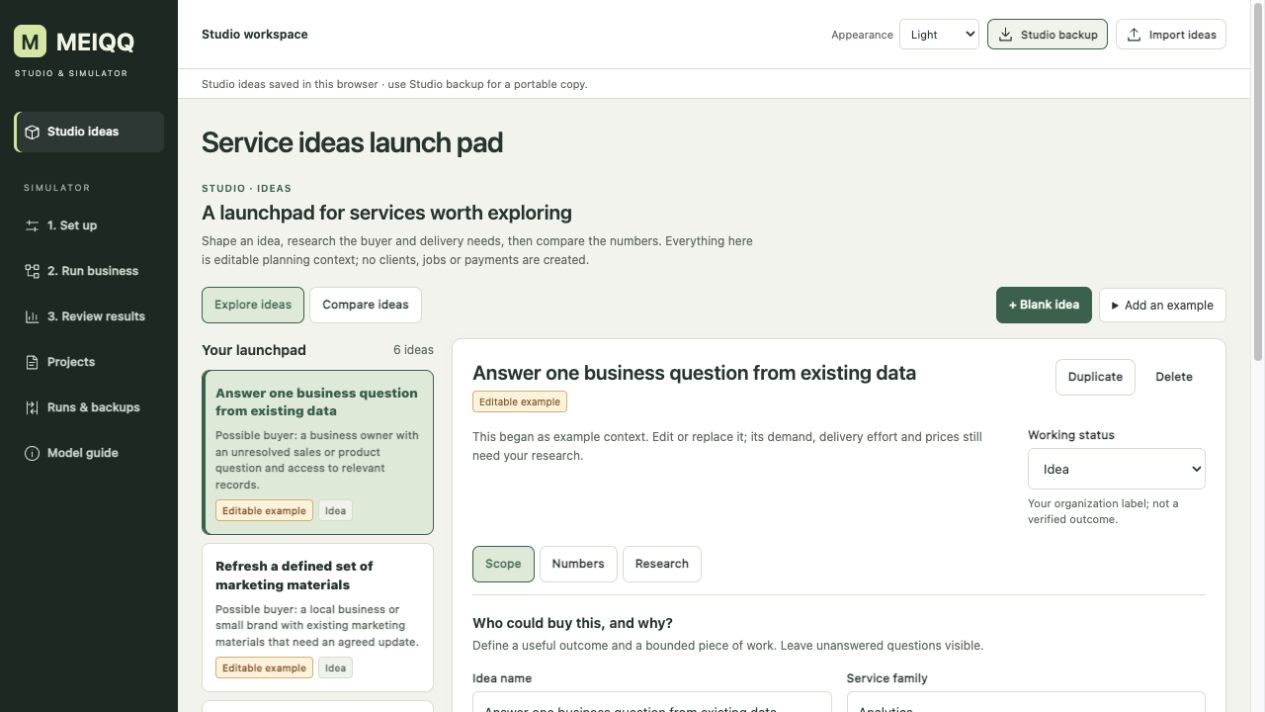 M MEIQQ
STUDIO & SIMULATOR
Studio ideas
SIMULATOR
1. Set up
2. Run business
3. Review results
Projects
Runs & backups
Model guide
Studio workspace
Appearance
Light
Studio backup
Import ideas
Studio ideas saved in this browser · use Studio backup for a portable copy.
Service ideas launch pad
STUDIO · IDEAS
A launchpad for services worth exploring
Shape an idea, research the buyer and delivery needs, then compare the numbers. Everything here
is editable planning context; no clients, jobs or payments are created.
Explore ideas
Compare ideas
+ Blank idea
Add an example
Your launchpad
6 ideas
Answer one business question
from existing data
Possible buyer: a business owner with
an unresolved sales or product
question and access to relevant
records.
Editable example
Idea
Refresh a defined set of
marketing materials
Possible buyer: a local business or
small brand with existing marketing
materials that need an agreed update.
Editable example
Idea
Answer one business question from existing data
Editable example
Duplicate
Delete
This began as example context. Edit or replace it; its demand, delivery effort and prices still
need your research.
Working status
Idea
Your organization label; not a
verified outcome.
Scope
Numbers
Research
Who could buy this, and why?
Define a useful outcome and a bounded piece of work. Leave unanswered questions visible.
Idea name
Service family
Answer one business question from existing data
Analytics